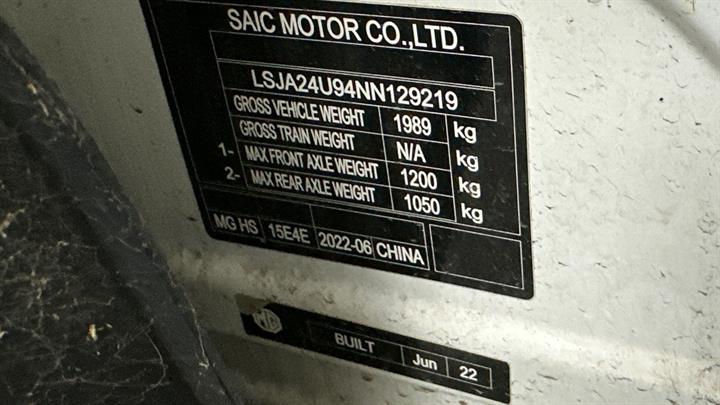 SAIC MOTOR CO.,LTD.
LSJA24U94NN129219
GROSS VEHICLE WEIGHT 1989 kg
GROSS TRAIN WEIGHT N/A kg
1- MAX FRONT AXLE WEIGHT 1200 kg
2- MAX REAR AXLE WEIGHT 1050 kg
MG HS 15E4E 2022-06 CHINA
MG BUILT Jun 22